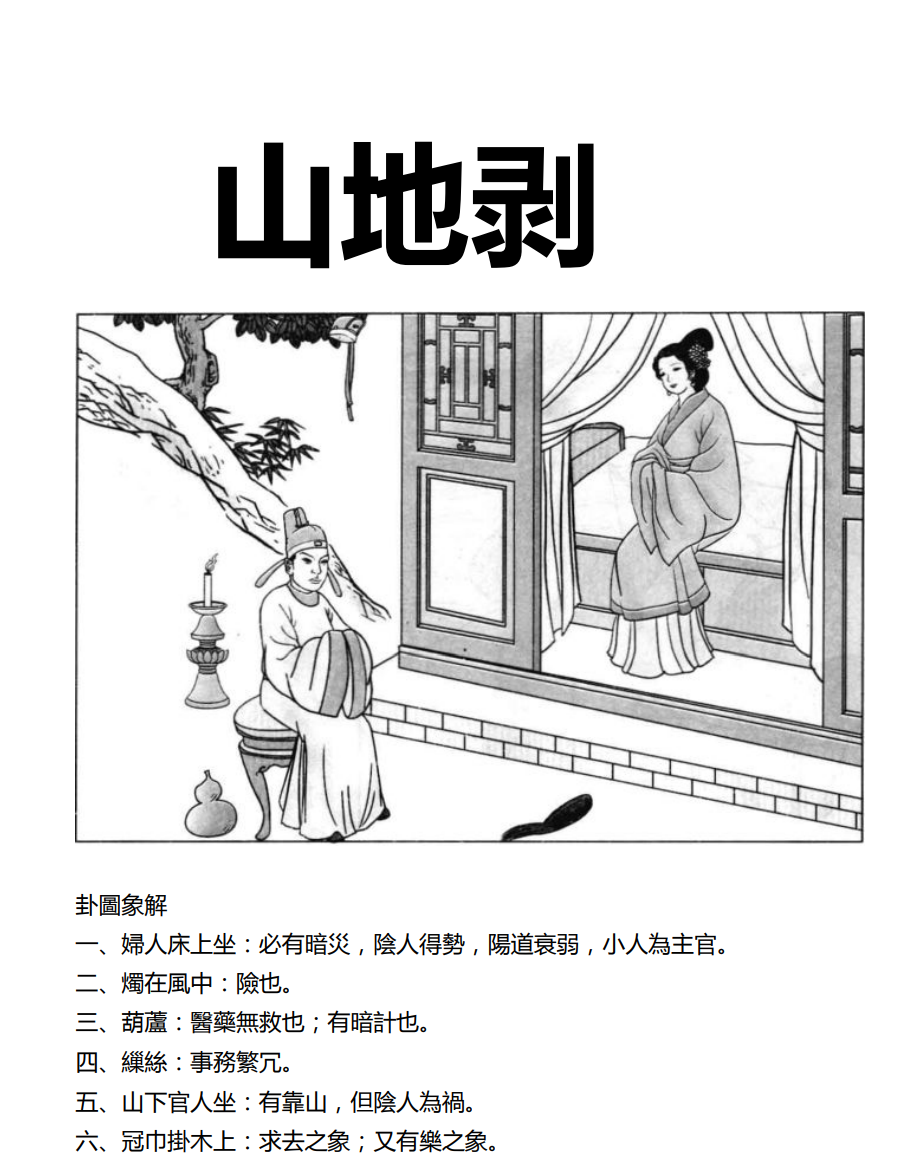 山地剥
卦圖象解
一、婦人床上坐：必有暗災，陰人得勢，陽道衰弱，小人為主官。
二、燭在風中：險也。
三、葫蘆：醫藥無救也；有暗計也。
四、繅絲：事務繁冗。
五、山下官人坐：有靠山，但陰人為禍。
六、冠巾掛木上：求去之象；又有樂之象。